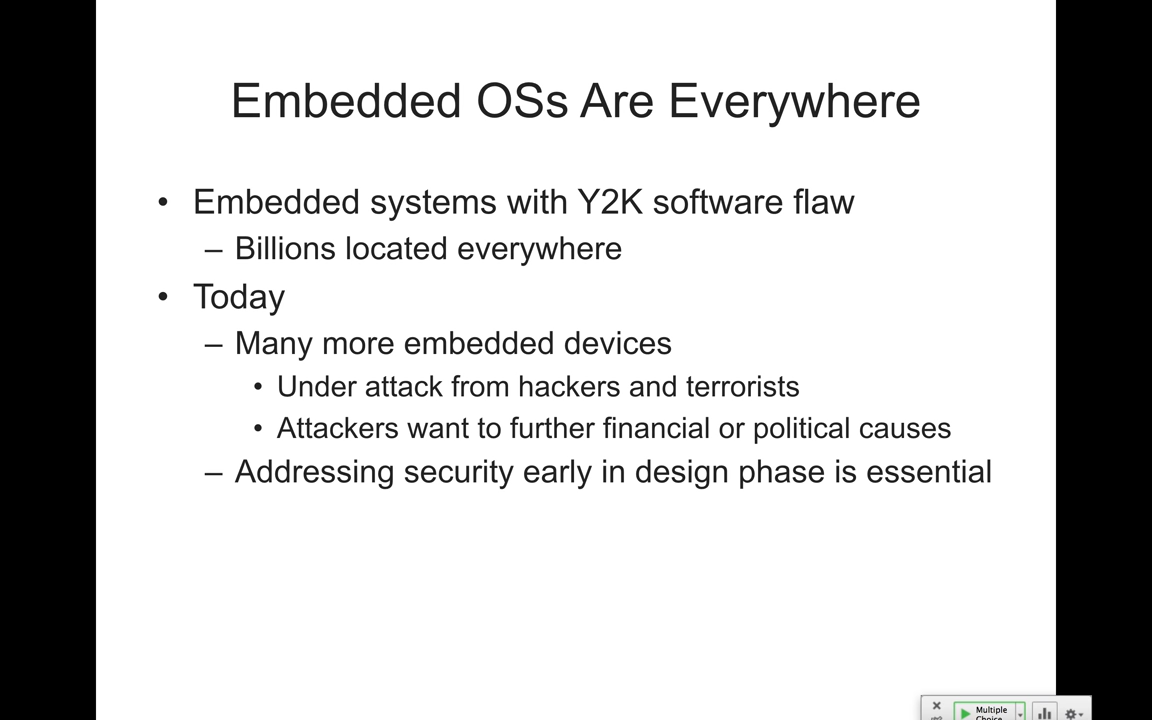 Embedded OSs Are Everywhere
• Embedded systems with Y2K software flaw
– Billions located everywhere
• Today
– Many more embedded devices
• Under attack from hackers and terrorists
• Attackers want to further financial or political causes
– Addressing security early in design phase is essential
Multiple
Choice